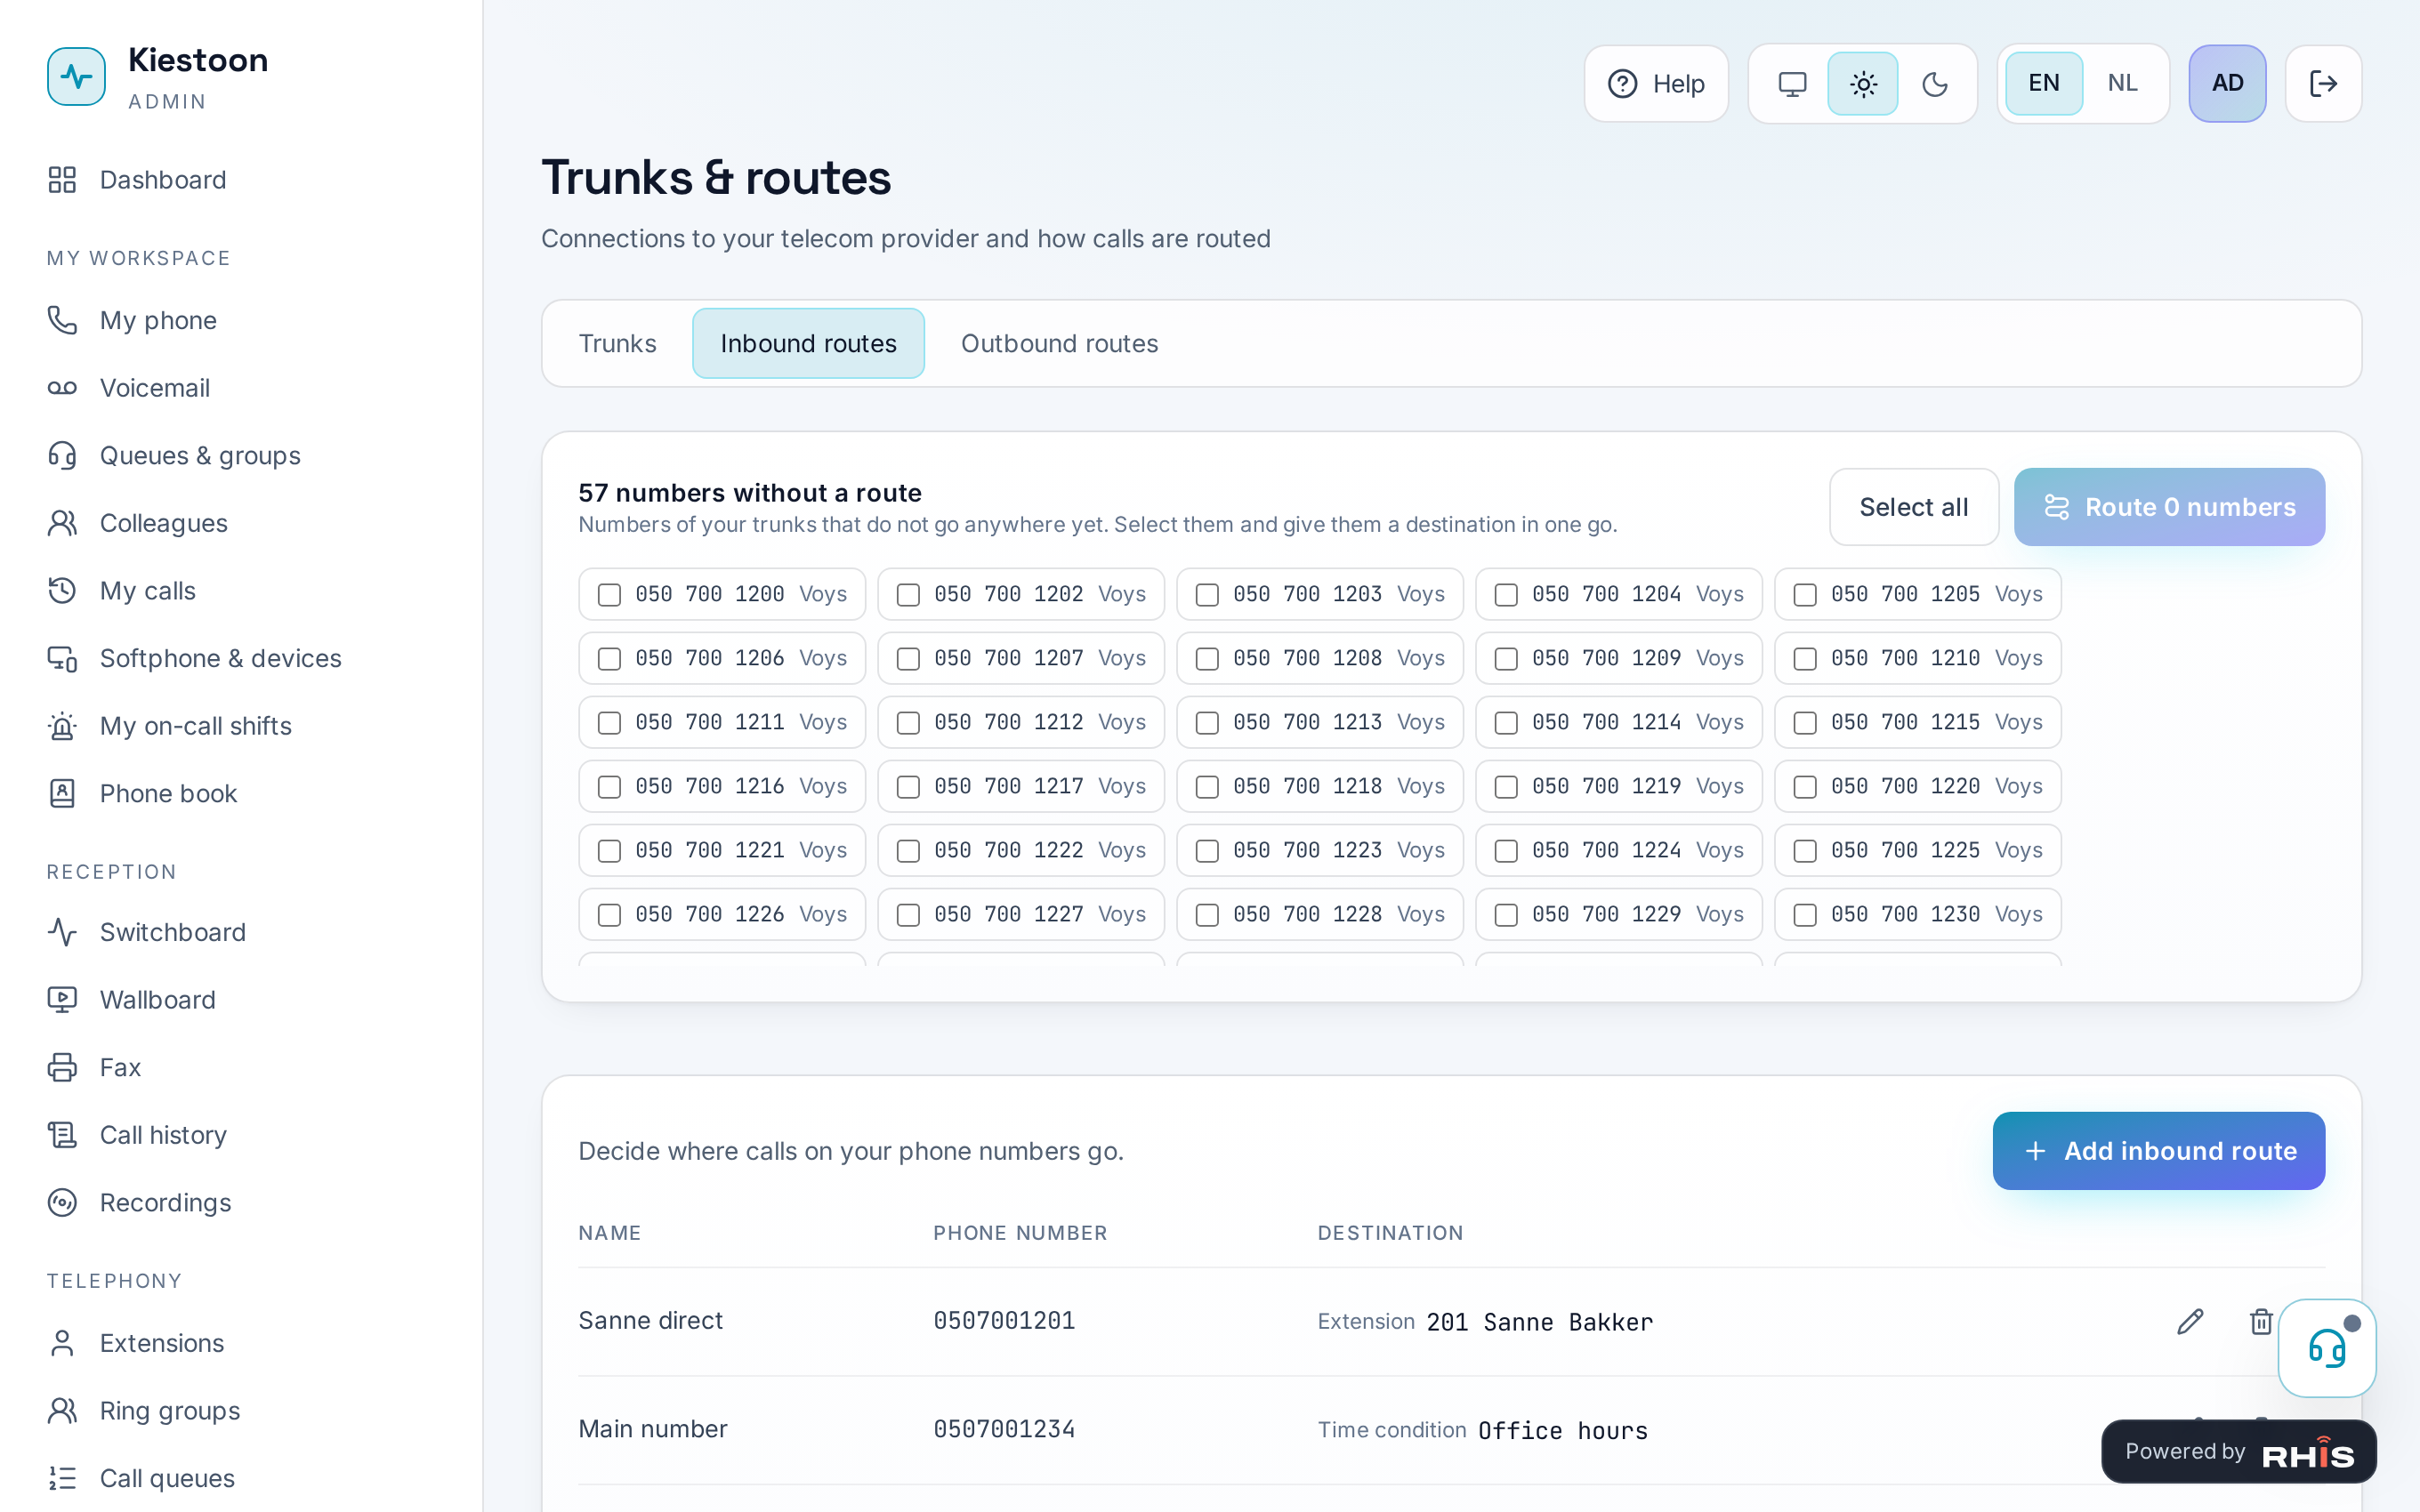 Kiestoon
ADMIN
Dashboard
MY WORKSPACE
My phone
Voicemail
Queues & groups
Colleagues
My calls
Softphone & devices
My on-call shifts
Phone book
RECEPTION
Switchboard
Wallboard
Fax
Call history
Recordings
TELEPHONY
Extensions
Ring groups
Call queues
Help
EN NL
AD
Trunks & routes
Connections to your telecom provider and how calls are routed
Trunks Inbound routes Outbound routes
57 numbers without a route
Numbers of your trunks that do not go anywhere yet. Select them and give them a destination in one go.
Select all
Route 0 numbers
050 700 1200 Voys 050 700 1202 Voys 050 700 1203 Voys 050 700 1204 Voys 050 700 1205 Voys
050 700 1206 Voys 050 700 1207 Voys 050 700 1208 Voys 050 700 1209 Voys 050 700 1210 Voys
050 700 1211 Voys 050 700 1212 Voys 050 700 1213 Voys 050 700 1214 Voys 050 700 1215 Voys
050 700 1216 Voys 050 700 1217 Voys 050 700 1218 Voys 050 700 1219 Voys 050 700 1220 Voys
050 700 1221 Voys 050 700 1222 Voys 050 700 1223 Voys 050 700 1224 Voys 050 700 1225 Voys
050 700 1226 Voys 050 700 1227 Voys 050 700 1228 Voys 050 700 1229 Voys 050 700 1230 Voys
Decide where calls on your phone numbers go.
Add inbound route
NAME PHONE NUMBER DESTINATION
Sanne direct 0507001201 Extension 201 Sanne Bakker
Main number 0507001234 Time condition Office hours
Powered by RHIS